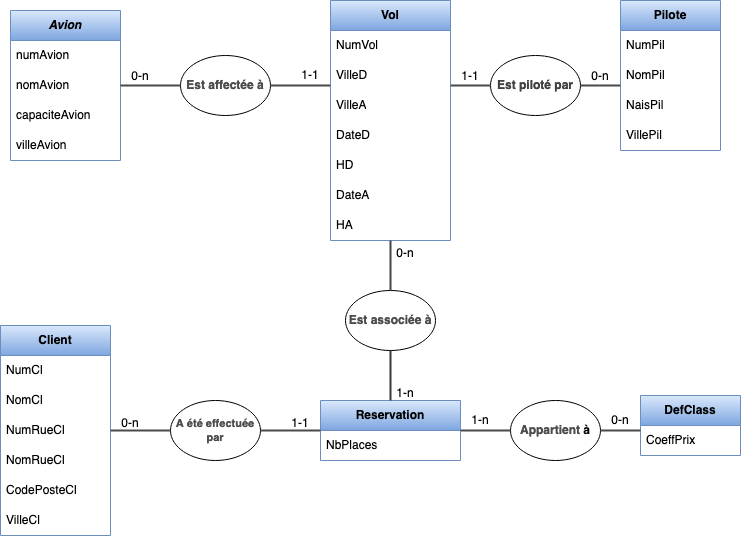 Avion
numAvion
nomAvion
capaciteAvion
villeAvion
0-n
Est affectée à
1-1
Vol
NumVol
VilleD
VilleA
DateD
HD
DateA
HA
1-1
Est piloté par
0-n
Pilote
NumPil
NomPil
NaisPil
VillePil
0-n
Est associée à
1-n
Client
NumCl
NomCl
NumRueCl
NomRueCl
CodePosteCl
VilleCl
0-n
A été effectuée
par
1-1
Reservation
NbPlaces
1-n
Appartient à
0-n
DefClass
CoeffPrix